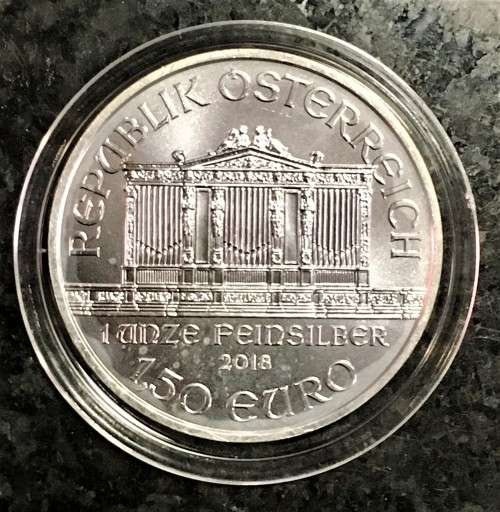 REPUBLIK ÖSTERREICH
1 UNZE FEINSILBER
2018
1,50 EURO